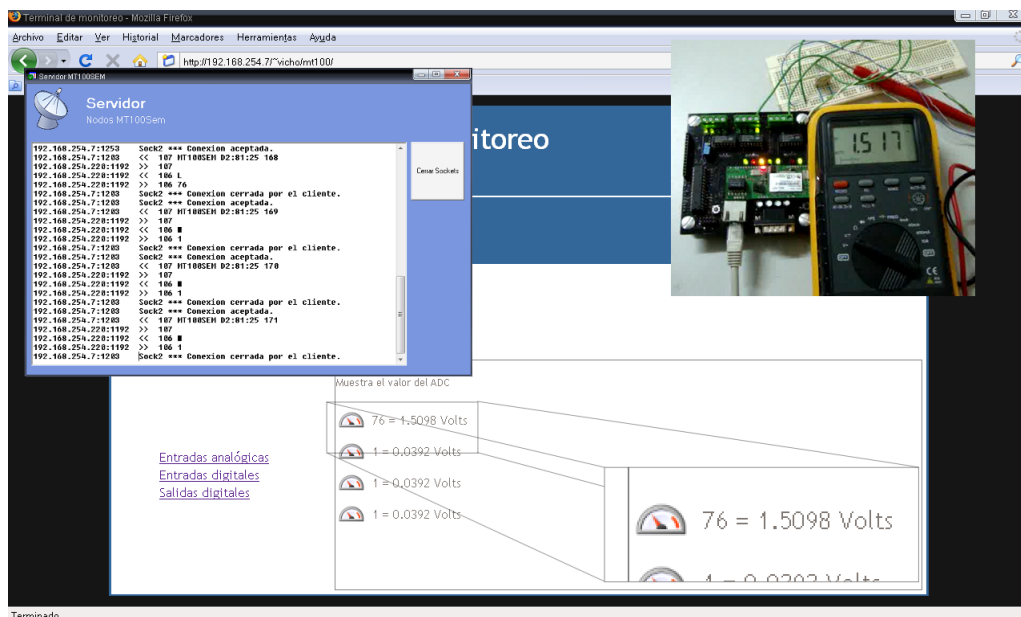 Terminal de monitoreo - Mozilla Firefox
Archivo Editar Ver Historial Marcadores Herramientas Ayuda
http://192.168.254.7/~vicho/mt100/
Servidor MT100SEM
Servidor
Nodos MT100Sem
itoreo
192.168.254.7:1253 Sock2 *** Conexion aceptada.
192.168.254.7:1203 << 107 MT100SEM D2:81:25 168
192.168.254.220:1192 >> 107
192.168.254.220:1192 << 106 L
192.168.254.220:1192 >> 106 76
192.168.254.7:1203 Sock2 *** Conexion cerrada por el cliente.
192.168.254.7:1203 Sock2 *** Conexion aceptada.
192.168.254.7:1203 << 107 MT100SEM D2:81:25 169
192.168.254.220:1192 >> 107
192.168.254.220:1192 << 106 ■
192.168.254.220:1192 >> 106 1
192.168.254.7:1203 Sock2 *** Conexion cerrada por el cliente.
192.168.254.7:1203 Sock2 *** Conexion aceptada.
192.168.254.7:1203 << 107 MT100SEM D2:81:25 170
192.168.254.220:1192 >> 107
192.168.254.220:1192 << 106 ■
192.168.254.220:1192 >> 106 1
192.168.254.7:1203 Sock2 *** Conexion cerrada por el cliente.
192.168.254.7:1203 Sock2 *** Conexion aceptada.
192.168.254.7:1203 << 107 MT100SEM D2:81:25 171
192.168.254.220:1192 >> 107
192.168.254.220:1192 << 106 ■
192.168.254.220:1192 >> 106 1
192.168.254.7:1203 Sock2 *** Conexion cerrada por el cliente.
Cerrar Sockets
1.517
CE
Muestra el valor del ADC
76 = 1.5098 Volts
1 = 0.0392 Volts
1 = 0.0392 Volts
1 = 0.0392 Volts
Entradas analógicas
Entradas digitales
Salidas digitales
76 = 1.5098 Volts
1 = 0.0392 Volts
Terminado